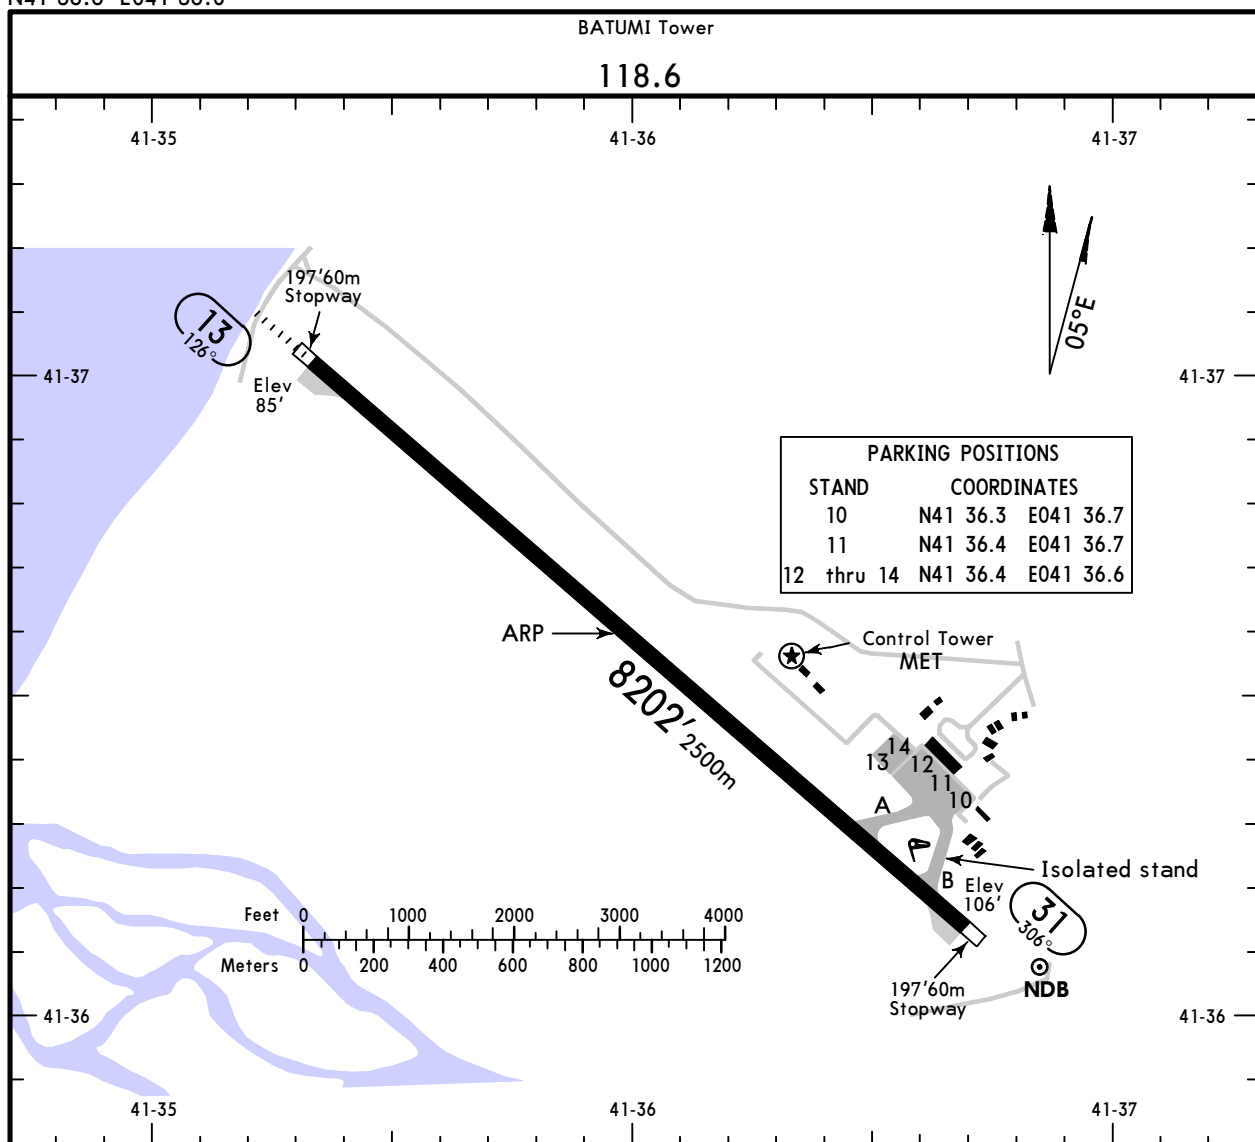 BATUMI Tower
118.6
41-35
41-36
41-37
197'60m
Stopway
13
126°
05°E
Elev
85'
41-37
41-37
PARKING POSITIONS
STAND COORDINATES
10 N41 36.3 E041 36.7
11 N41 36.4 E041 36.7
12 thru 14 N41 36.4 E041 36.6
ARP
Control Tower
MET
8202' 2500m
14
13
12
11
10
A
Isolated stand
B
Elev
106'
31
306°
Feet 0 1000 2000 3000 4000
Meters 0 200 400 600 800 1000 1200
197'60m
Stopway
NDB
41-36
41-36
41-35
41-36
41-37